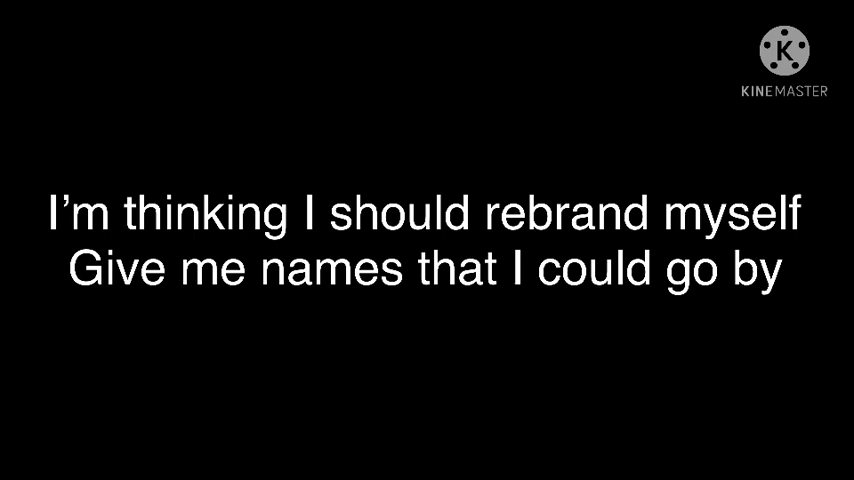 K
KINEMASTER
I'm thinking I should rebrand myself
Give me names that I could go by